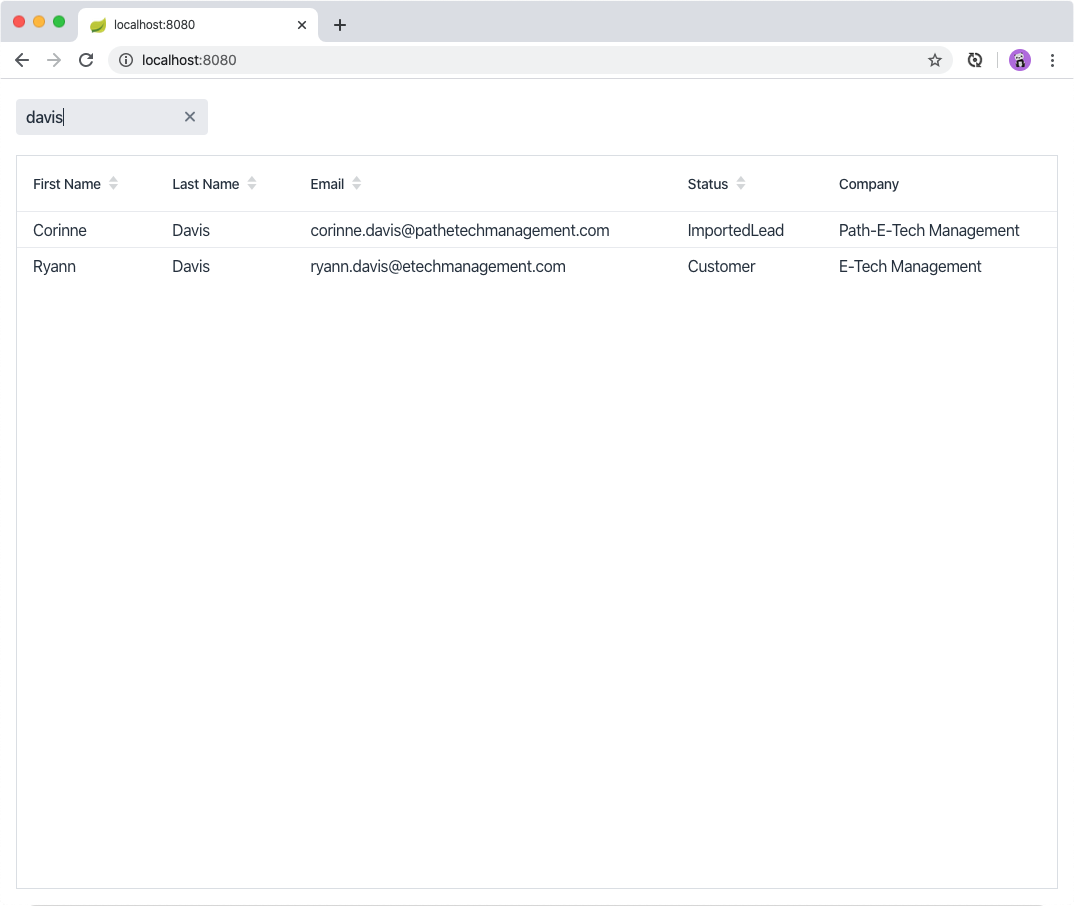 localhost:8080
localhost:8080
davis
First Name Last Name Email Status Company
Corinne Davis corinne.davis@pathetechmanagement.com ImportedLead Path-E-Tech Management
Ryann Davis ryann.davis@etechmanagement.com Customer E-Tech Management